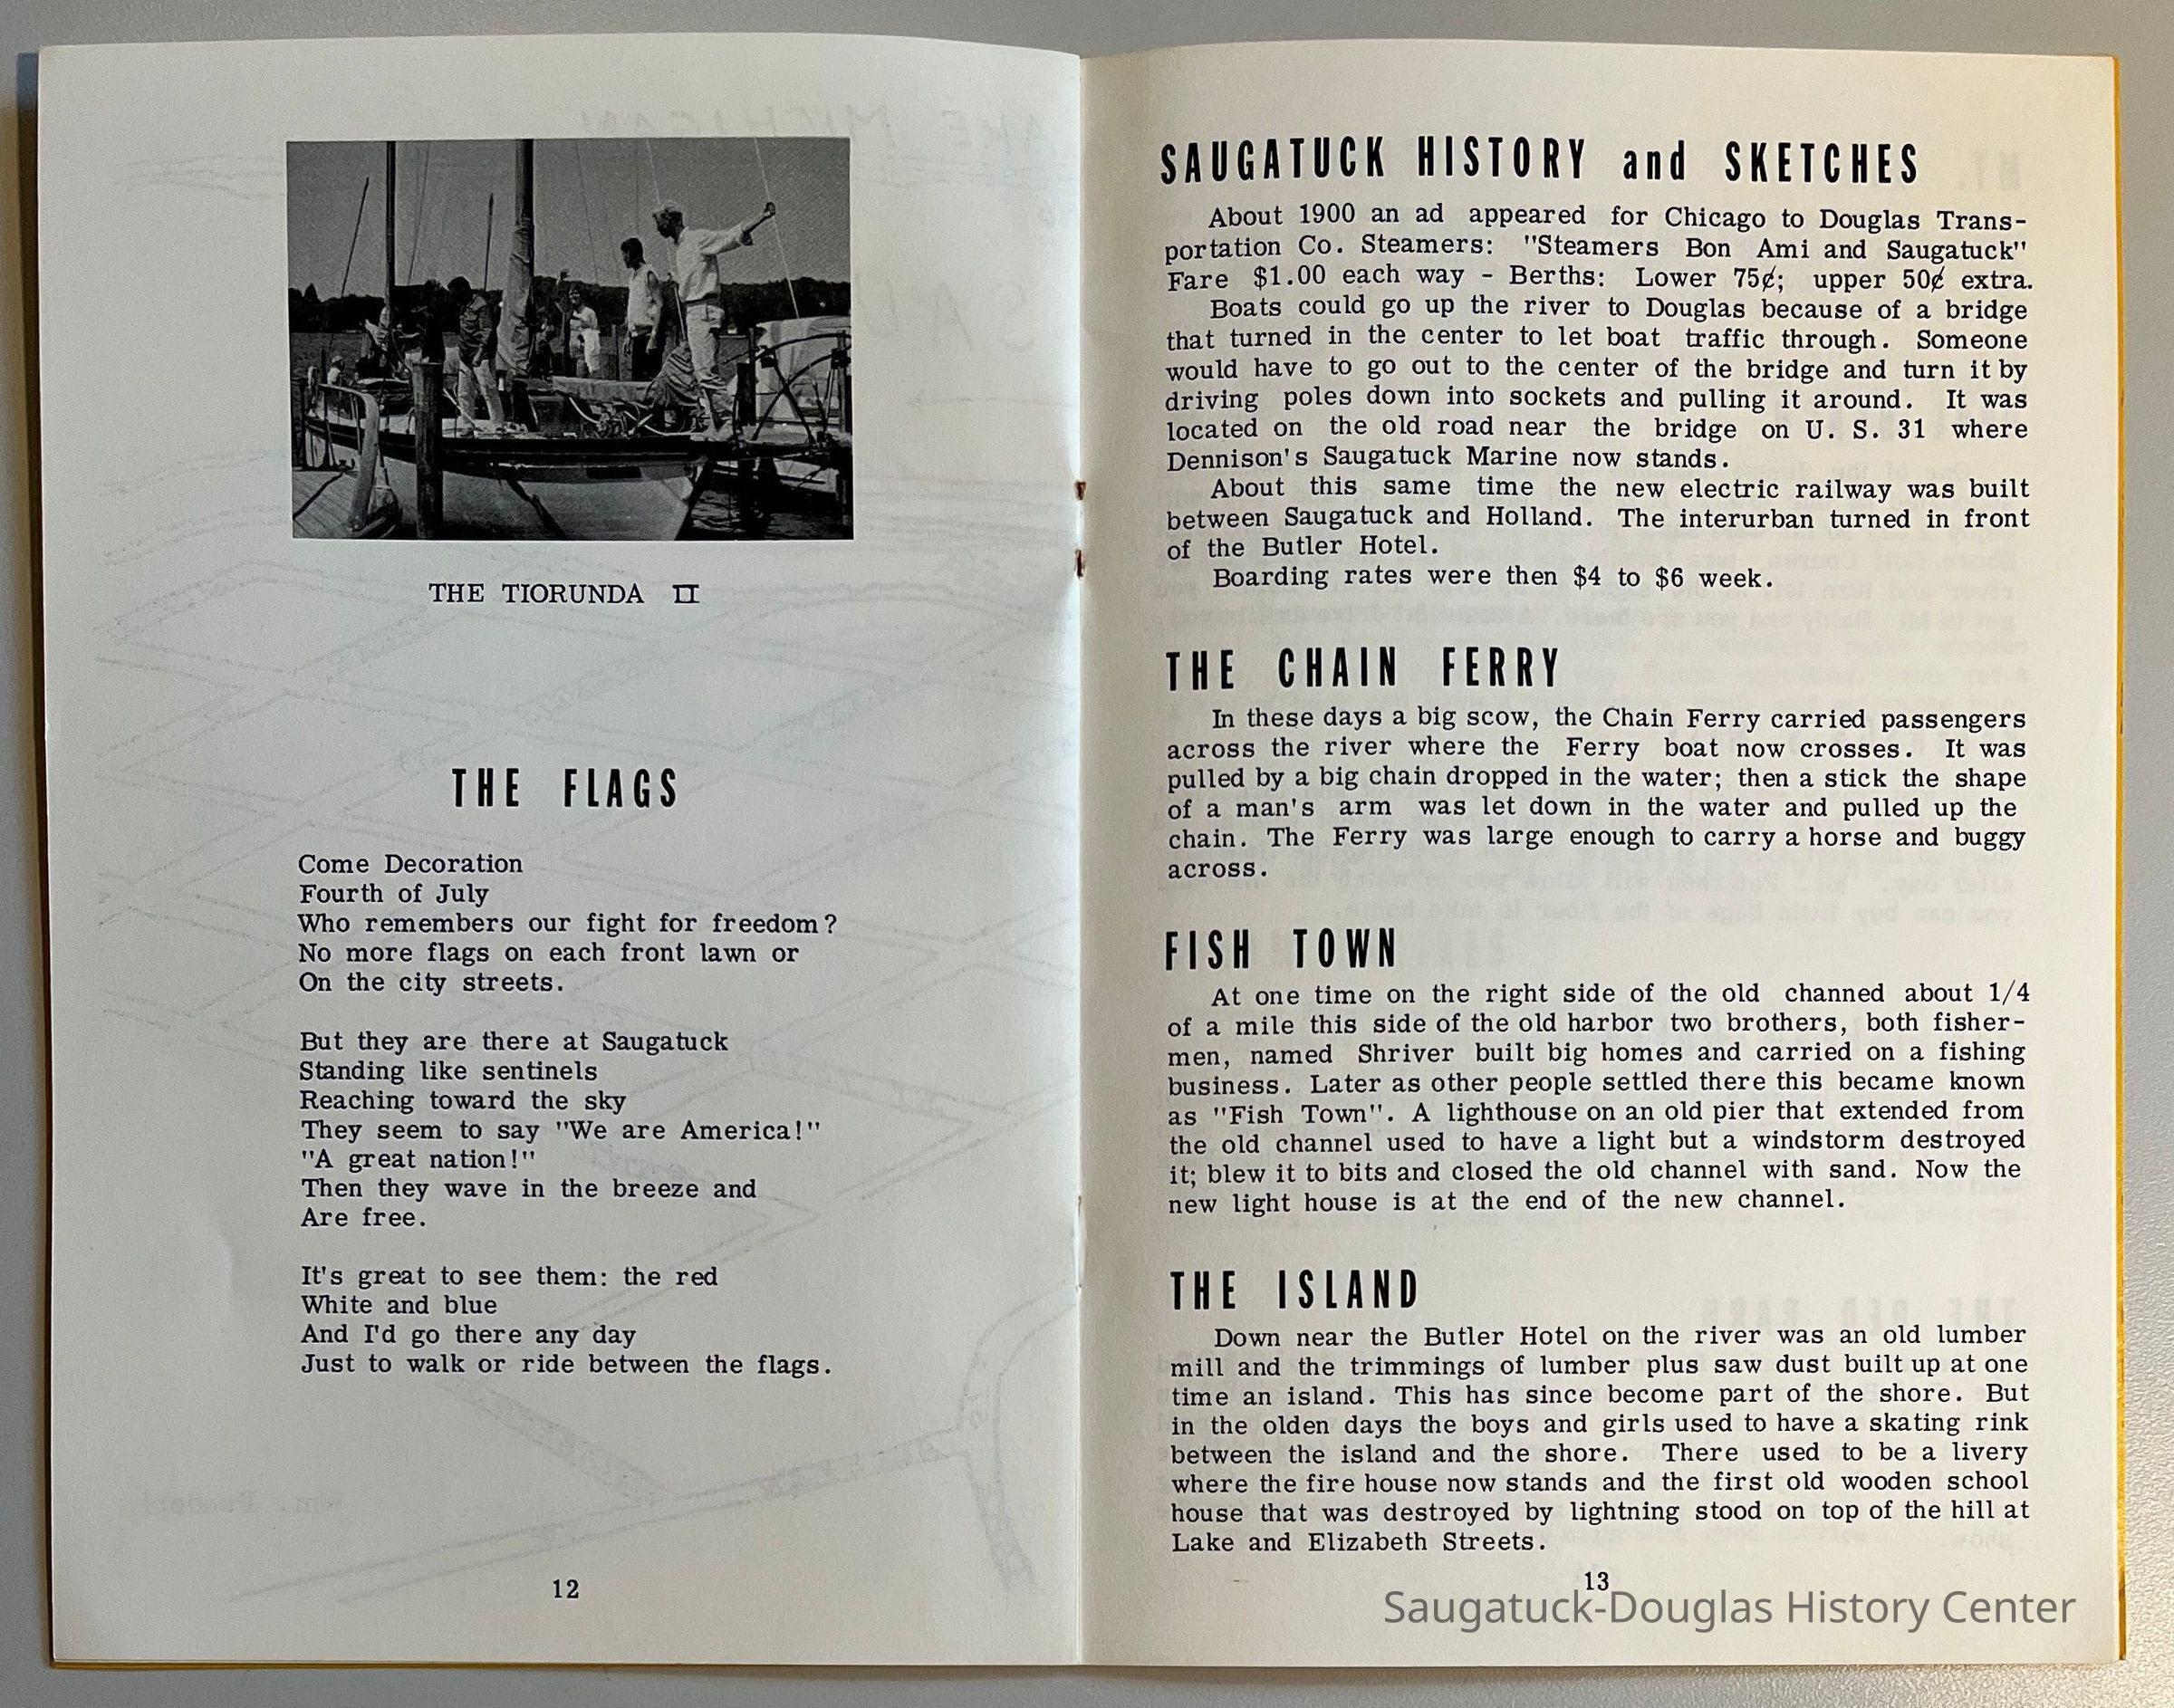 THE TIORUNDA II
THE FLAGS
Come Decoration
Fourth of July
Who remembers our fight for freedom?
No more flags on each front lawn or
On the city streets.
But they are there at Saugatuck
Standing like sentinels
Reaching toward the sky
They seem to say "We are America!"
"A great nation!"
Then they wave in the breeze and
Are free.
It's great to see them: the red
White and blue
And I'd go there any day
Just to walk or ride between the flags.
12
SAUGATUCK HISTORY and SKETCHES
About 1900 an ad appeared for Chicago to Douglas Trans-
portation Co. Steamers: "Steamers Bon Ami and Saugatuck"
Fare $1.00 each way - Berths: Lower 75¢; upper 50¢ extra.
Boats could go up the river to Douglas because of a bridge
that turned in the center to let boat traffic through. Someone
would have to go out to the center of the bridge and turn it by
driving poles down into sockets and pulling it around. It was
located on the old road near the bridge on U. S. 31 where
Dennison's Saugatuck Marine now stands.
About this same time the new electric railway was built
between Saugatuck and Holland. The interurban turned in front
of the Butler Hotel.
Boarding rates were then $4 to $6 week.
THE CHAIN FERRY
In these days a big scow, the Chain Ferry carried passengers
across the river where the Ferry boat now crosses. It was
pulled by a big chain dropped in the water; then a stick the shape
of a man's arm was let down in the water and pulled up the
chain. The Ferry was large enough to carry a horse and buggy
across.
FISH TOWN
At one time on the right side of the old channed about 1/4
of a mile this side of the old harbor two brothers, both fisher-
men, named Shriver built big homes and carried on a fishing
business. Later as other people settled there this became known
as "Fish Town". A lighthouse on an old pier that extended from
the old channel used to have a light but a windstorm destroyed
it; blew it to bits and closed the old channel with sand. Now the
new light house is at the end of the new channel.
THE ISLAND
Down near the Butler Hotel on the river was an old lumber
mill and the trimmings of lumber plus saw dust built up at one
time an island. This has since become part of the shore. But
in the olden days the boys and girls used to have a skating rink
between the island and the shore. There used to be a livery
where the fire house now stands and the first old wooden school
house that was destroyed by lightning stood on top of the hill at
Lake and Elizabeth Streets.
13
Saugatuck-Douglas History Center